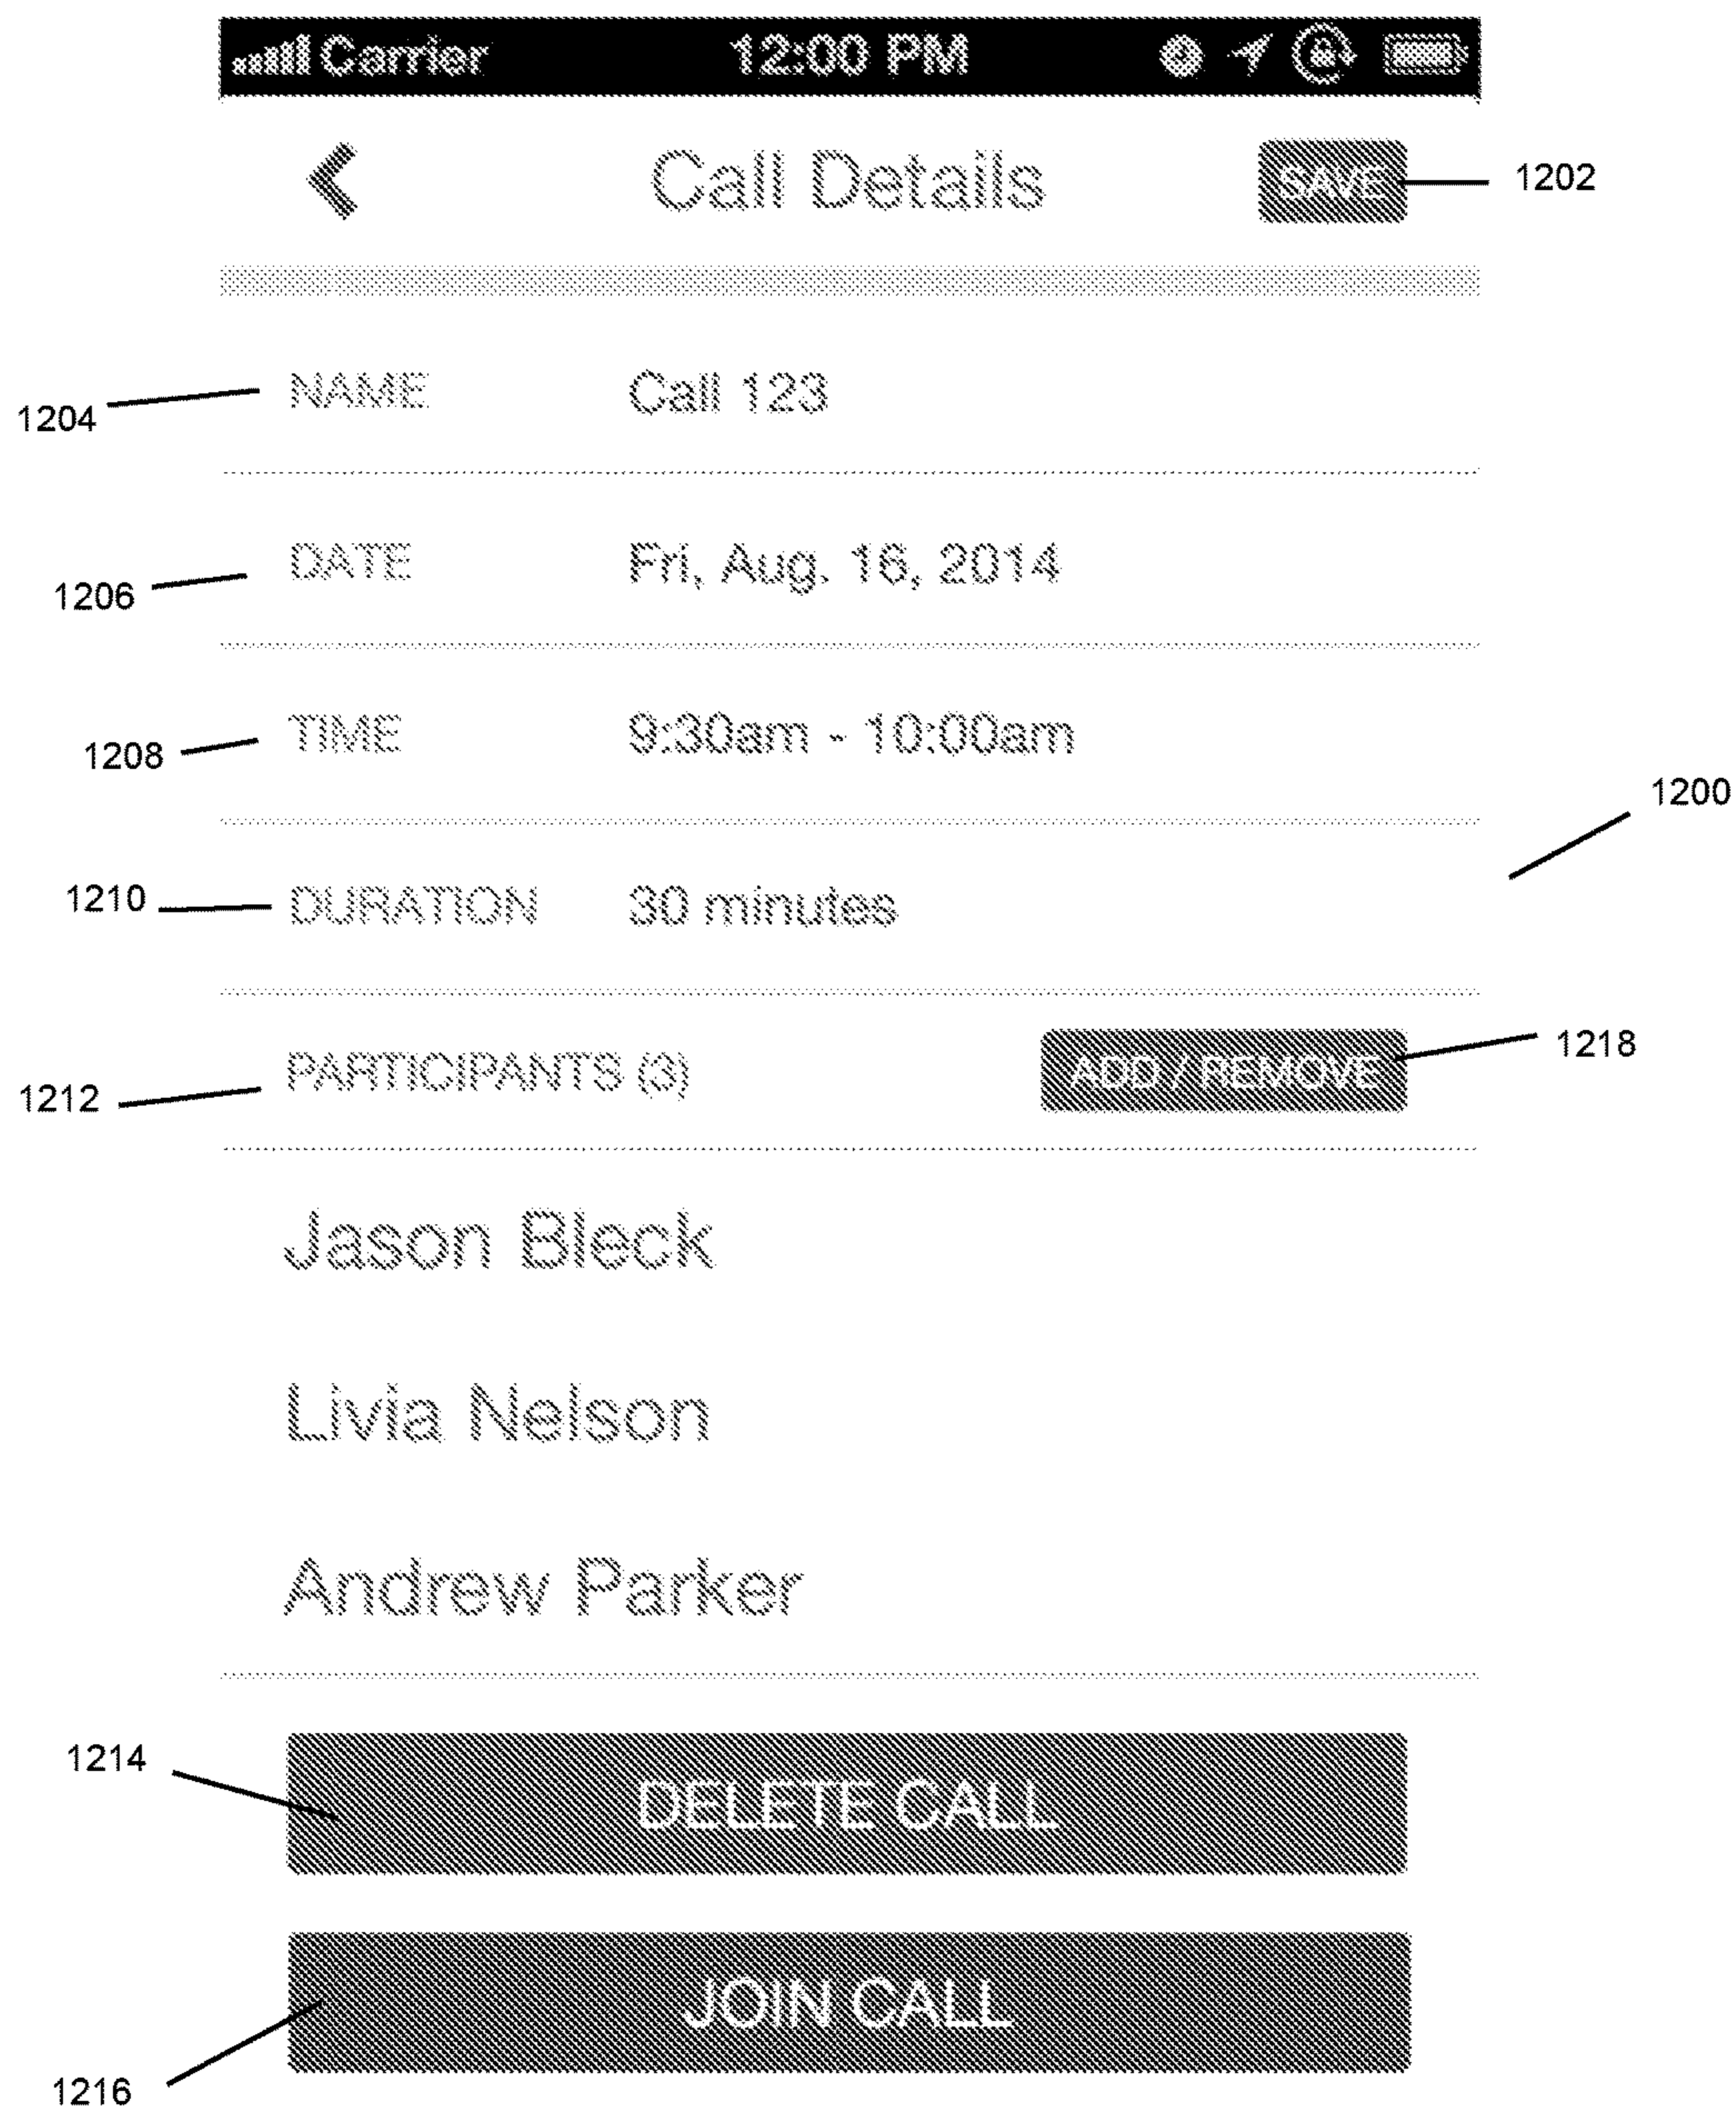 Carrier 12:00 PM
Call Details SAVE 1202
1204 NAME Call 123
1206 DATE Fri, Aug. 16, 2014
1208 TIME 9:30am - 10:00am
1200
1210 DURATION 30 minutes
1212 PARTICIPANTS (3) ADD / REMOVE 1218
Jason Bleck
Livia Nelson
Andrew Parker
1214 DELETE CALL
JOIN CALL
1216